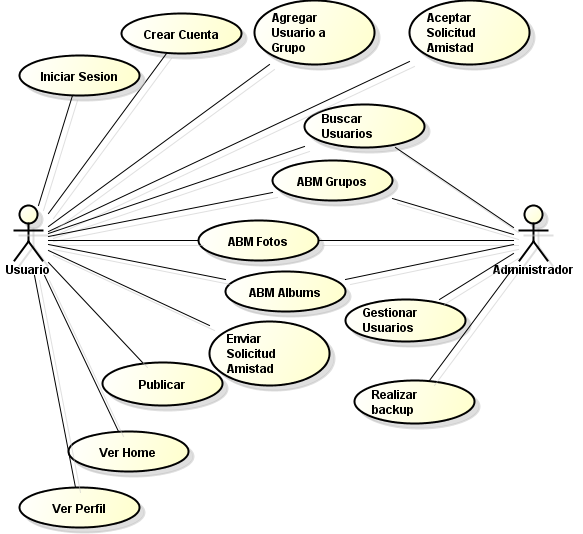 Agregar
Usuario a
Grupo
Aceptar
Solicitud
Amistad
Crear Cuenta
Iniciar Sesion
Buscar
Usuarios
ABM Grupos
ABM Fotos
Usuario
Administrador
ABM Albums
Gestionar
Usuarios
Enviar
Solicitud
Amistad
Publicar
Realizar
backup
Ver Home
Ver Perfil